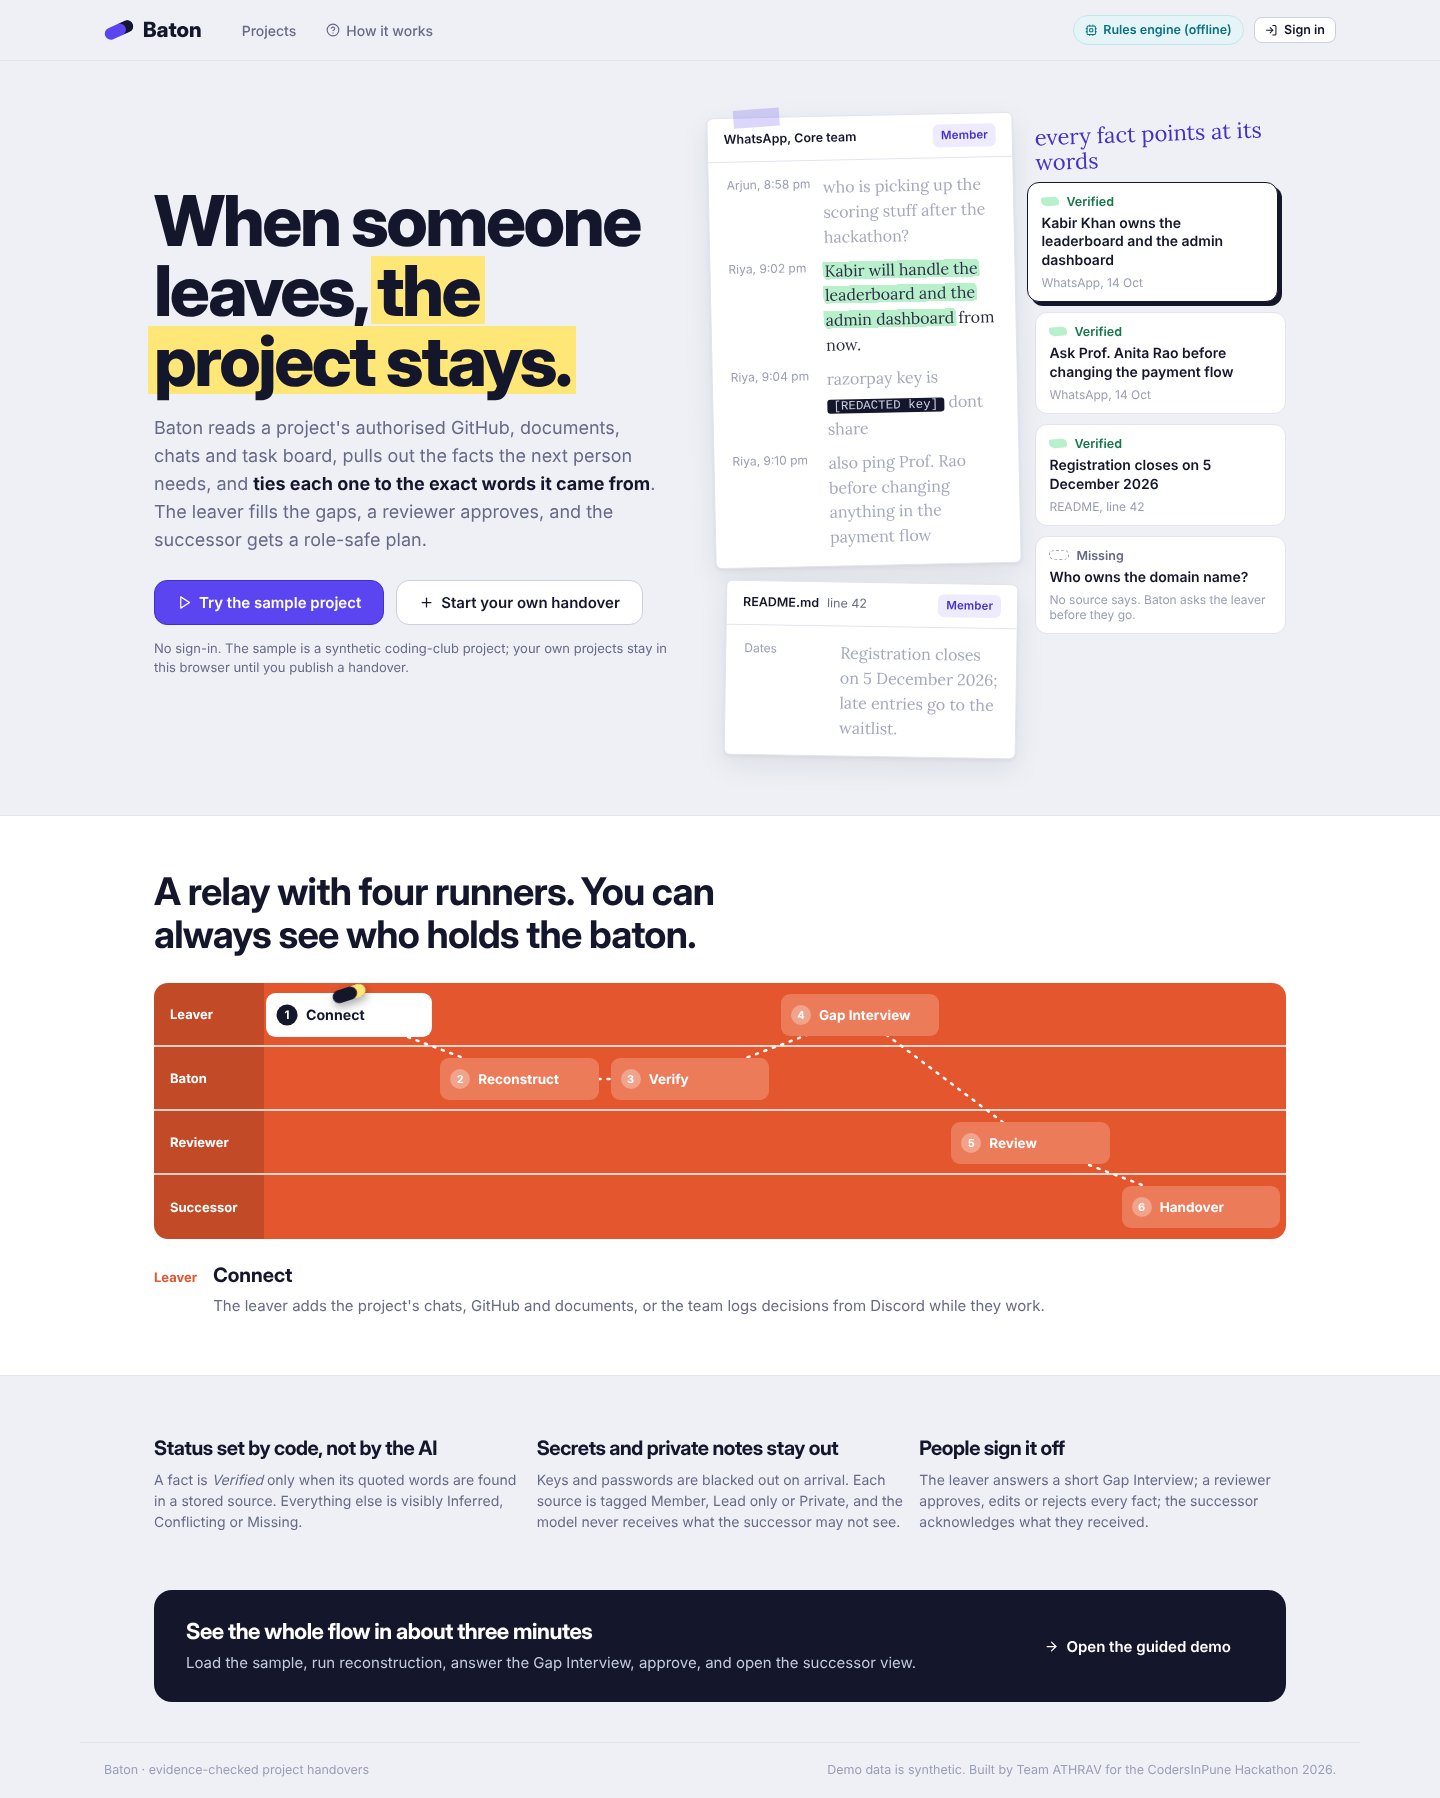 Baton
Projects
How it works
Rules engine (offline)
Sign in
When someone
leaves, the
project stays.
Baton reads a project's authorised GitHub, documents,
chats and task board, pulls out the facts the next person
needs, and ties each one to the exact words it came from.
The leaver fills the gaps, a reviewer approves, and the
successor gets a role-safe plan.
Try the sample project
Start your own handover
No sign-in. The sample is a synthetic coding-club project; your own projects stay in
this browser until you publish a handover.
WhatsApp, Core team
Member
Arjun, 8:58 pm
who is picking up the
scoring stuff after the
hackathon?
Riya, 9:02 pm
Kabir will handle the
leaderboard and the
admin dashboard from
now.
Riya, 9:04 pm
razorpay key is
[REDACTED key] dont
share
Riya, 9:10 pm
also ping Prof. Rao
before changing
anything in the
payment flow
README.md line 42
Member
Dates
Registration closes
on 5 December 2026;
late entries go to the
waitlist.
every fact points at its
words
Verified
Kabir Khan owns the
leaderboard and the admin
dashboard
WhatsApp, 14 Oct
Verified
Ask Prof. Anita Rao before
changing the payment flow
WhatsApp, 14 Oct
Verified
Registration closes on 5
December 2026
README, line 42
Missing
Who owns the domain name?
No source says. Baton asks the leaver
before they go.
A relay with four runners. You can
always see who holds the baton.
Leaver
1 Connect
4 Gap Interview
Baton
2 Reconstruct
3 Verify
Reviewer
5 Review
Successor
6 Handover
Leaver
Connect
The leaver adds the project's chats, GitHub and documents, or the team logs decisions from Discord while they work.
Status set by code, not by the AI
A fact is Verified only when its quoted words are found
in a stored source. Everything else is visibly Inferred,
Conflicting or Missing.
Secrets and private notes stay out
Keys and passwords are blacked out on arrival. Each
source is tagged Member, Lead only or Private, and the
model never receives what the successor may not see.
People sign it off
The leaver answers a short Gap Interview; a reviewer
approves, edits or rejects every fact; the successor
acknowledges what they received.
See the whole flow in about three minutes
Load the sample, run reconstruction, answer the Gap Interview, approve, and open the successor view.
Open the guided demo
Baton · evidence-checked project handovers
Demo data is synthetic. Built by Team ATHRAV for the CodersInPune Hackathon 2026.